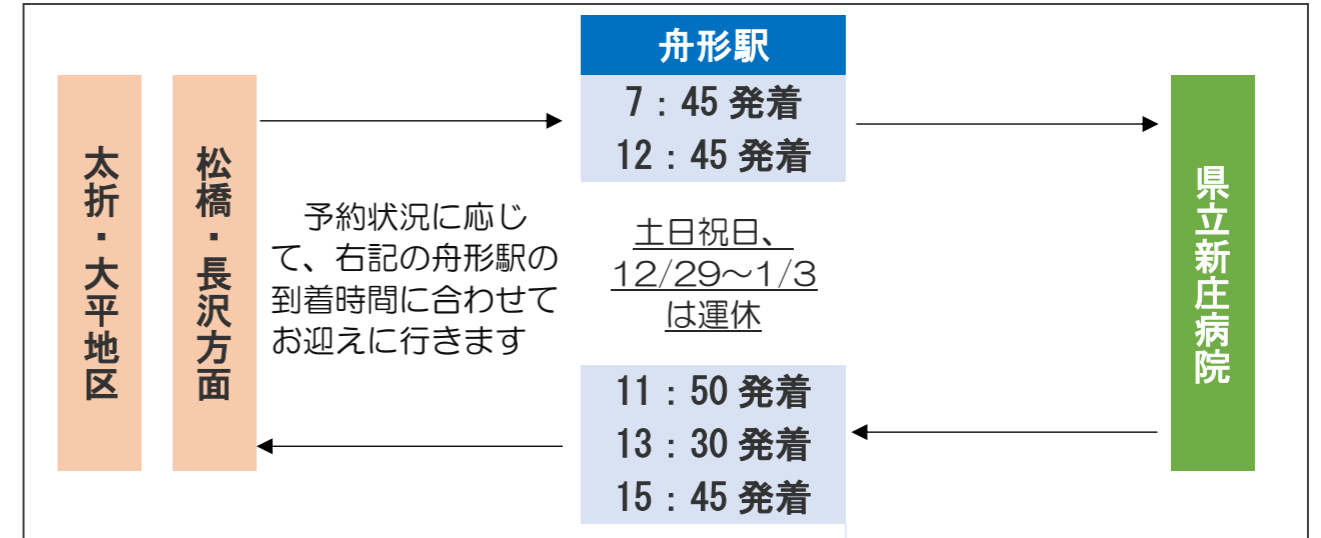 舟形駅
7：45 発着
12：45 発着
太折・大平地区
松橋・長沢方面
予約状況に応じ
て、右記の舟形駅の
到着時間に合わせて
お迎えに行きます
土日祝日、
12/29～1/3
は運休
県立新庄病院
11：50 発着
13：30 発着
15：45 発着